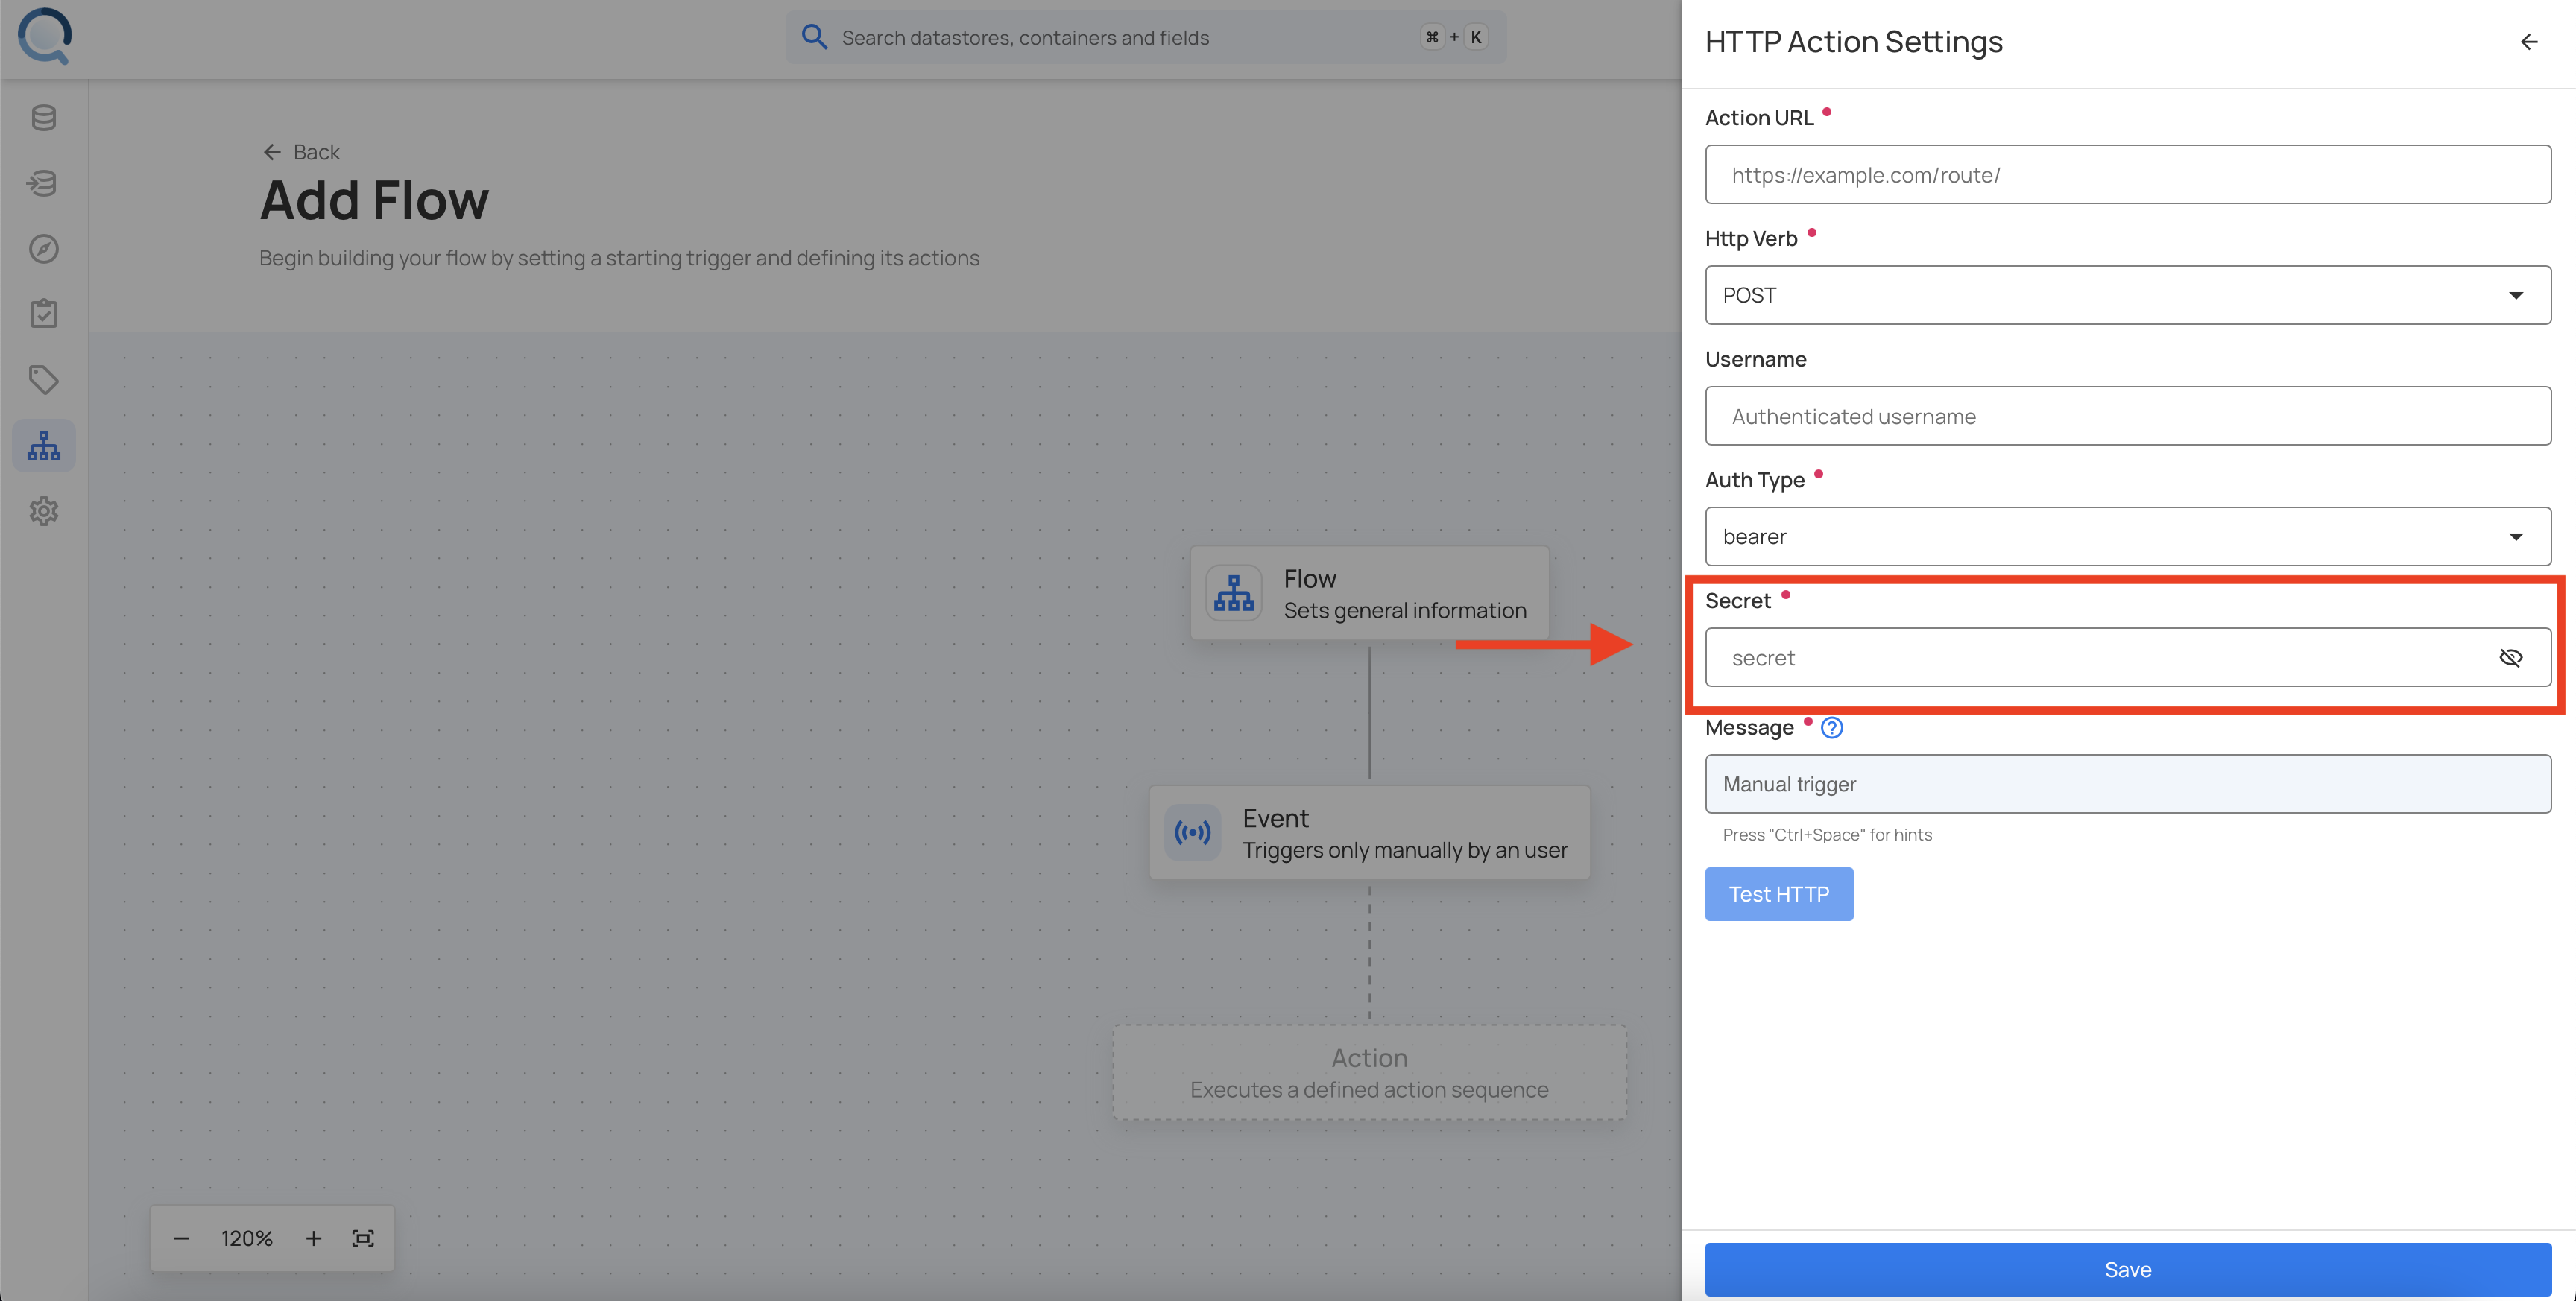 Search datastores, containers and fields
⌘ + K
Back
Add Flow
Begin building your flow by setting a starting trigger and defining its actions
Flow
Sets general information
Event
Triggers only manually by an user
Action
Executes a defined action sequence
120%
HTTP Action Settings
Action URL
https://example.com/route/
Http Verb
POST
Username
Authenticated username
Auth Type
bearer
Secret
secret
Message
Manual trigger
Press "Ctrl+Space" for hints
Test HTTP
Save